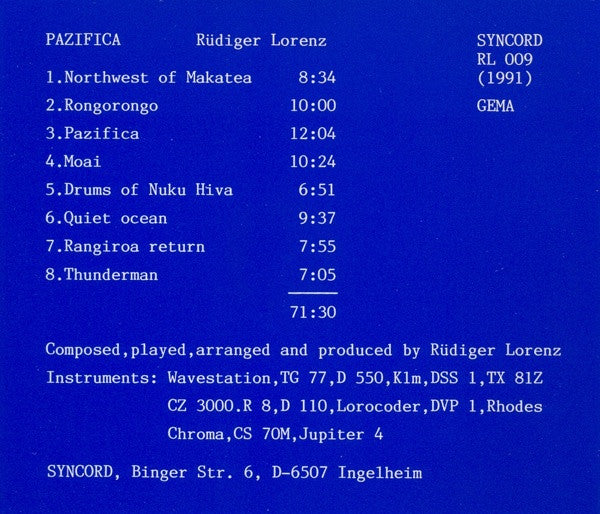 PAZIFICA Rüdiger Lorenz SYNCORD
RL 009
1.Northwest of Makatea 8:34 (1991)
2.Rongorongo 10:00 GEMA
3.Pazifica 12:04
4.Moai 10:24
5.Drums of Nuku Hiva 6:51
6.Quiet ocean 9:37
7.Rangiroa return 7:55
8.Thunderman 7:05
71:30
Composed,played,arranged and produced by Rüdiger Lorenz
Instruments: Wavestation,TG 77,D 550,K1m,DSS 1,TX 81Z
CZ 3000.R 8,D 110,Lorocoder,DVP 1,Rhodes
Chroma,CS 70M,Jupiter 4
SYNCORD, Binger Str. 6, D-6507 Ingelheim